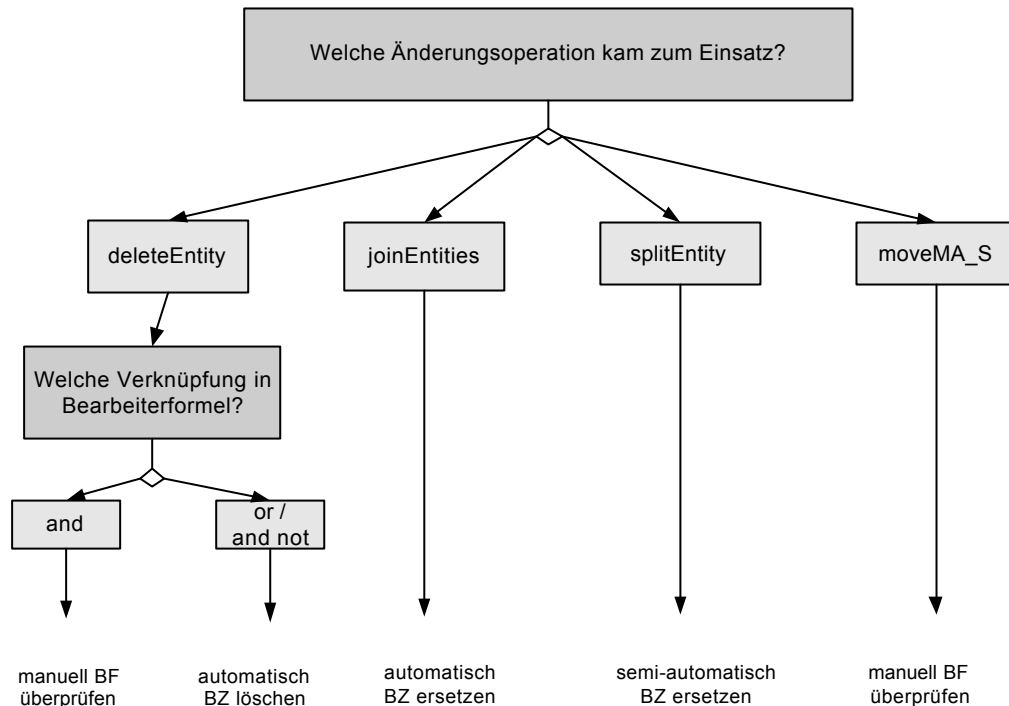 Welche Änderungsoperation kam zum Einsatz?
deleteEntity
joinEntities
splitEntity
moveMA_S
Welche Verknüpfung in
Bearbeiterformel?
and
or /
and not
manuell BF
überprüfen
automatisch
BZ löschen
automatisch
BZ ersetzen
semi-automatisch
BZ ersetzen
manuell BF
überprüfen